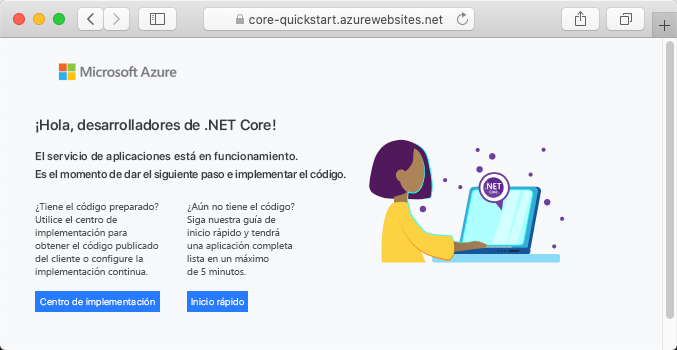 core-quickstart.azurewebsites.net
Microsoft Azure
¡Hola, desarrolladores de .NET Core!
El servicio de aplicaciones está en funcionamiento.
Es el momento de dar el siguiente paso e implementar el código.
¿Tiene el código preparado?
Utilice el centro de
implementación para
obtener el código publicado
del cliente o configure la
implementación continua.
Centro de implementación
¿Aún no tiene el código?
Siga nuestra guía de
inicio rápido y tendrá
una aplicación completa
lista en un máximo
de 5 minutos.
Inicio rápido
.NET
Core